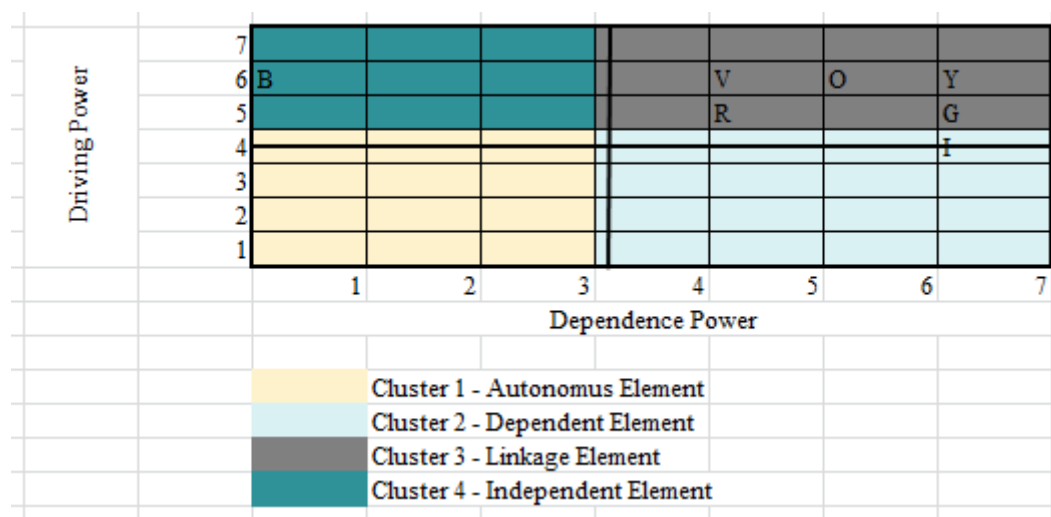 7
6 B V O Y
Driving Power
5 R G
4 I
3
2
1
1 2 3 4 5 6 7
Dependence Power
Cluster 1 - Autonomus Element
Cluster 2 - Dependent Element
Cluster 3 - Linkage Element
Cluster 4 - Independent Element